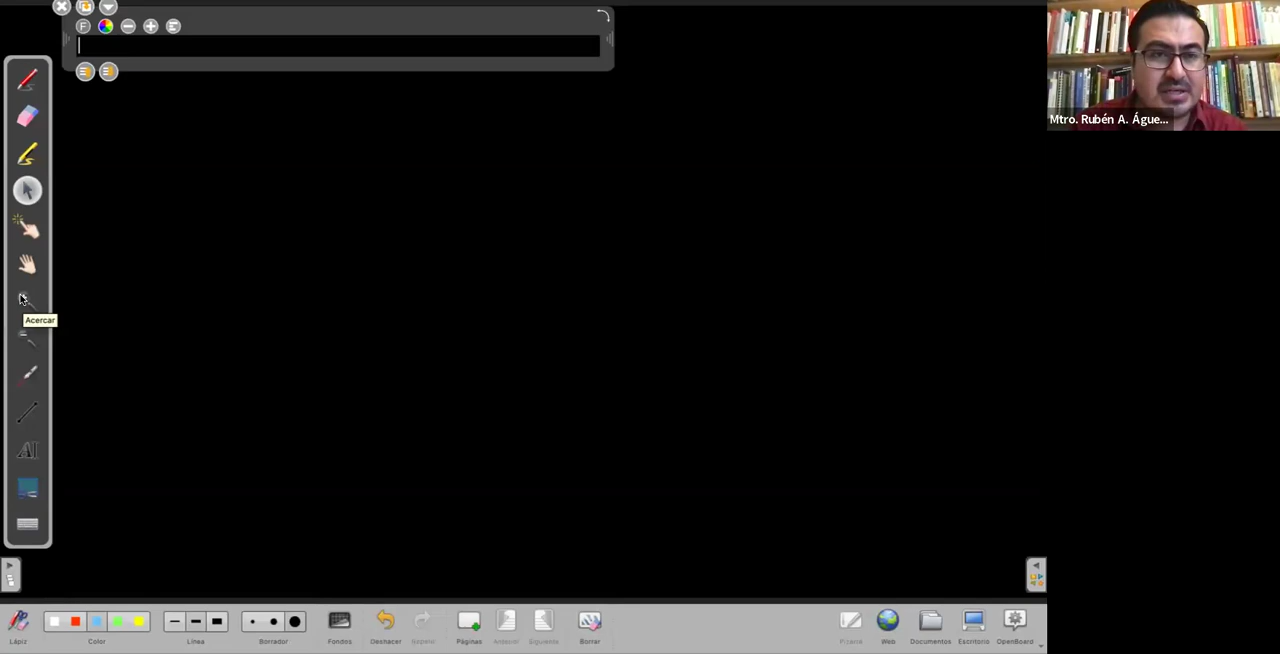 F
Mtro. Rubén A. Águe...
Acercar
AI
Lápiz
Color
Línea
Borrador
Fondos
Deshacer
Páginas
Anterior
Siguiente
Borrar
Pizarra
Web
Documentos
Escritorio
OpenBoard